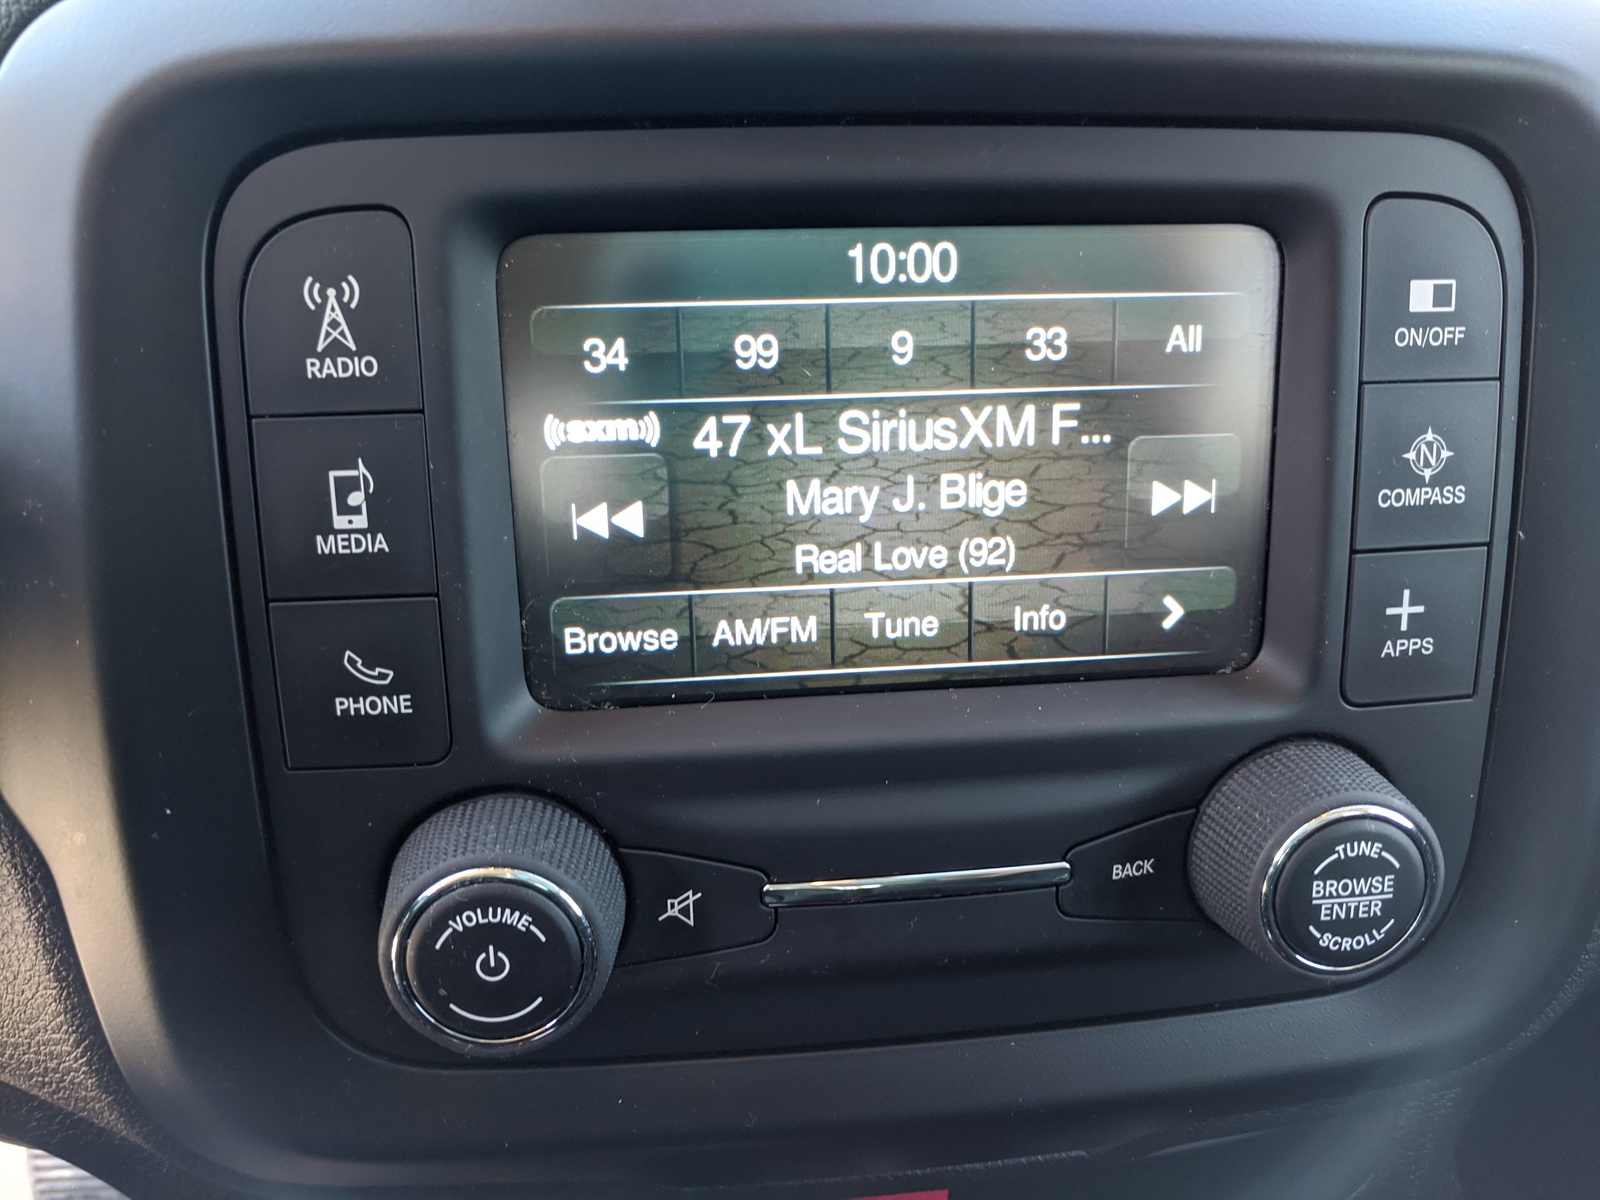 10:00
34 99 9 33 All
((sxm)) 47 xL SiriusXM F...
Mary J. Blige
Real Love (92)
Browse AM/FM Tune Info
RADIO
MEDIA
PHONE
ON/OFF
N
COMPASS
APPS
VOLUME
BACK
TUNE
BROWSE
ENTER
SCROLL